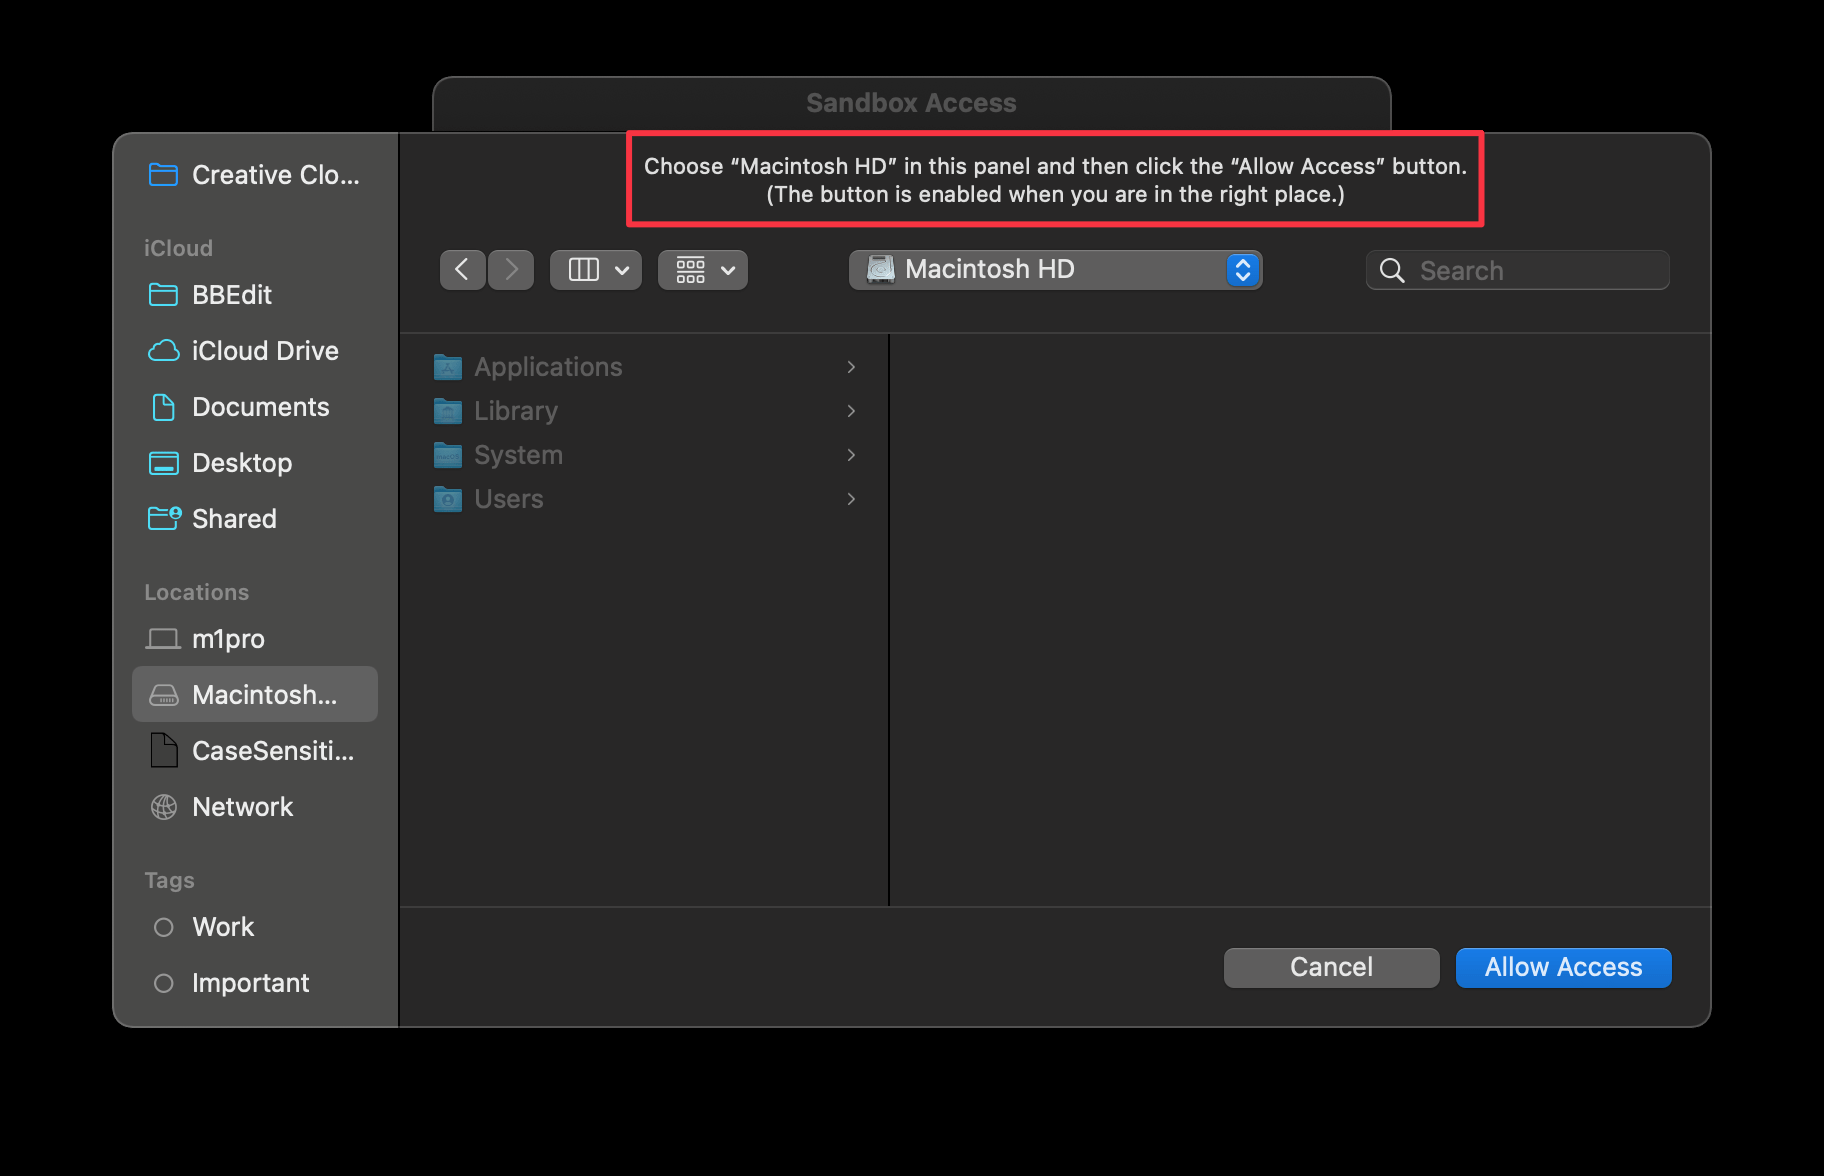 Sandbox Access
Choose “Macintosh HD” in this panel and then click the “Allow Access” button.
(The button is enabled when you are in the right place.)
Creative Clo...
iCloud
BBEdit
iCloud Drive
Documents
Desktop
Shared
Locations
m1pro
Macintosh...
CaseSensiti...
Network
Tags
Work
Important
Macintosh HD
Search
Applications
Library
System
Users
Cancel
Allow Access